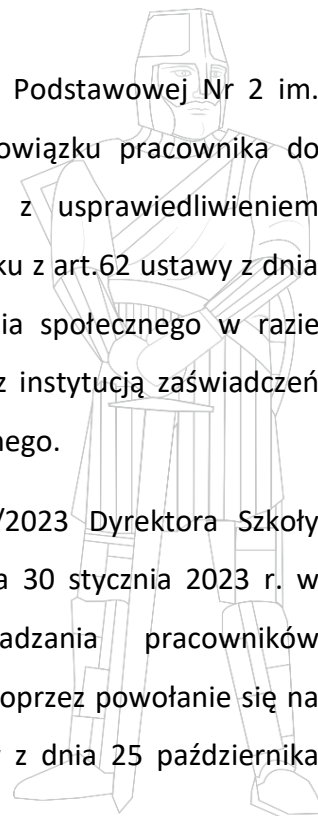 Podstawowej Nr 2 im.
owiązku pracownika do
z usprawiedliwieniem
ku z art.62 ustawy z dnia
ia społecznego w razie
z instytucją zaświadczeń
nego.
/2023 Dyrektora Szkoły
a 30 stycznia 2023 r. w
adzania pracowników
oprzez powołanie się na
z dnia 25 października